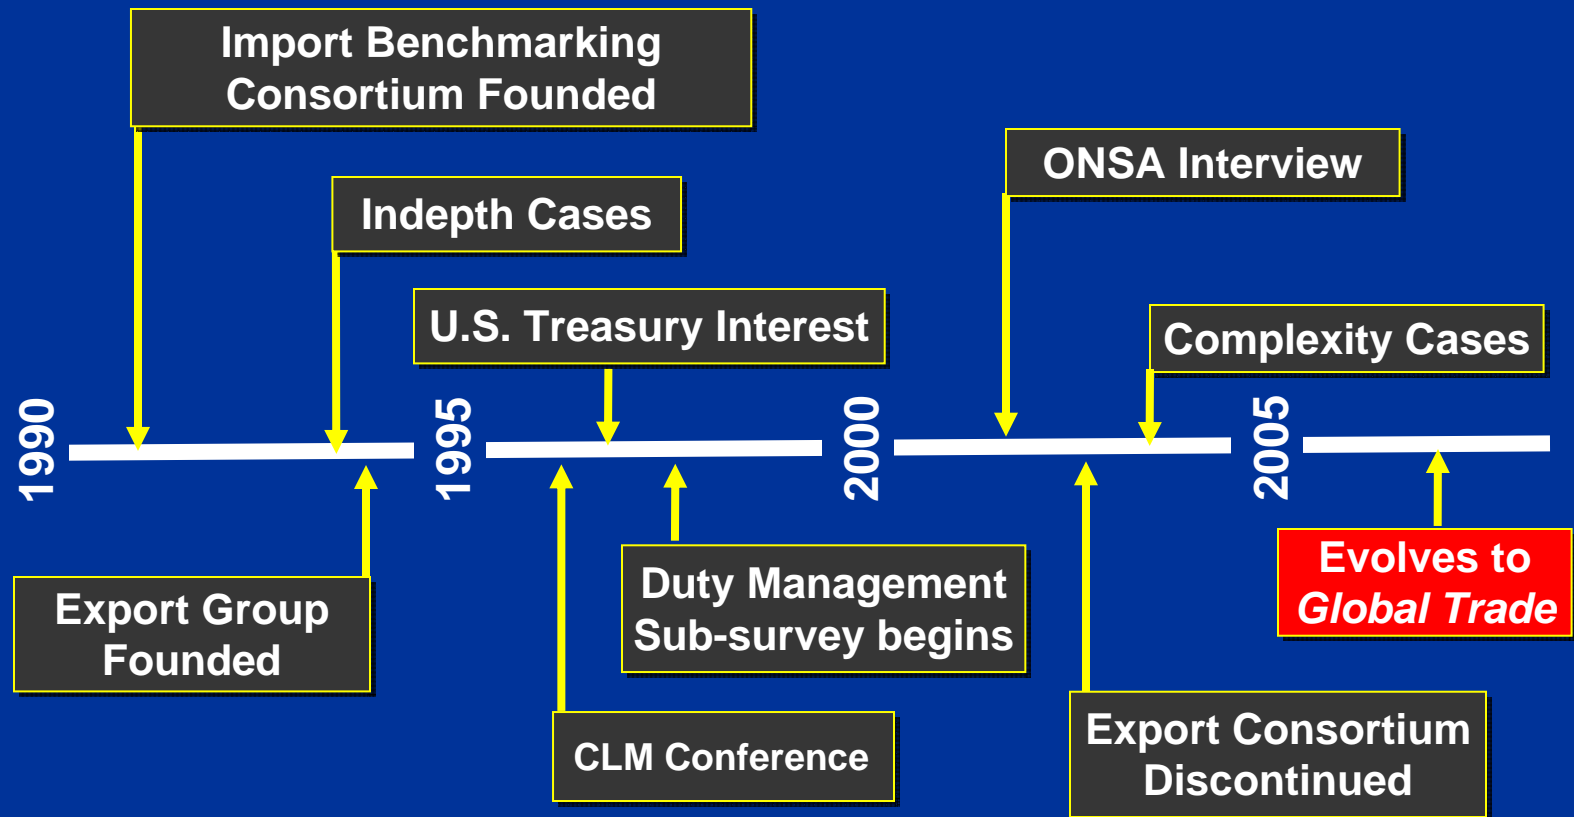 Import Benchmarking
Consortium Founded
ONSA Interview
Indepth Cases
U.S. Treasury Interest
Complexity Cases
1990
1995
2000
2005
Export Group
Founded
Duty Management
Sub-survey begins
Evolves to
Global Trade
CLM Conference
Export Consortium
Discontinued